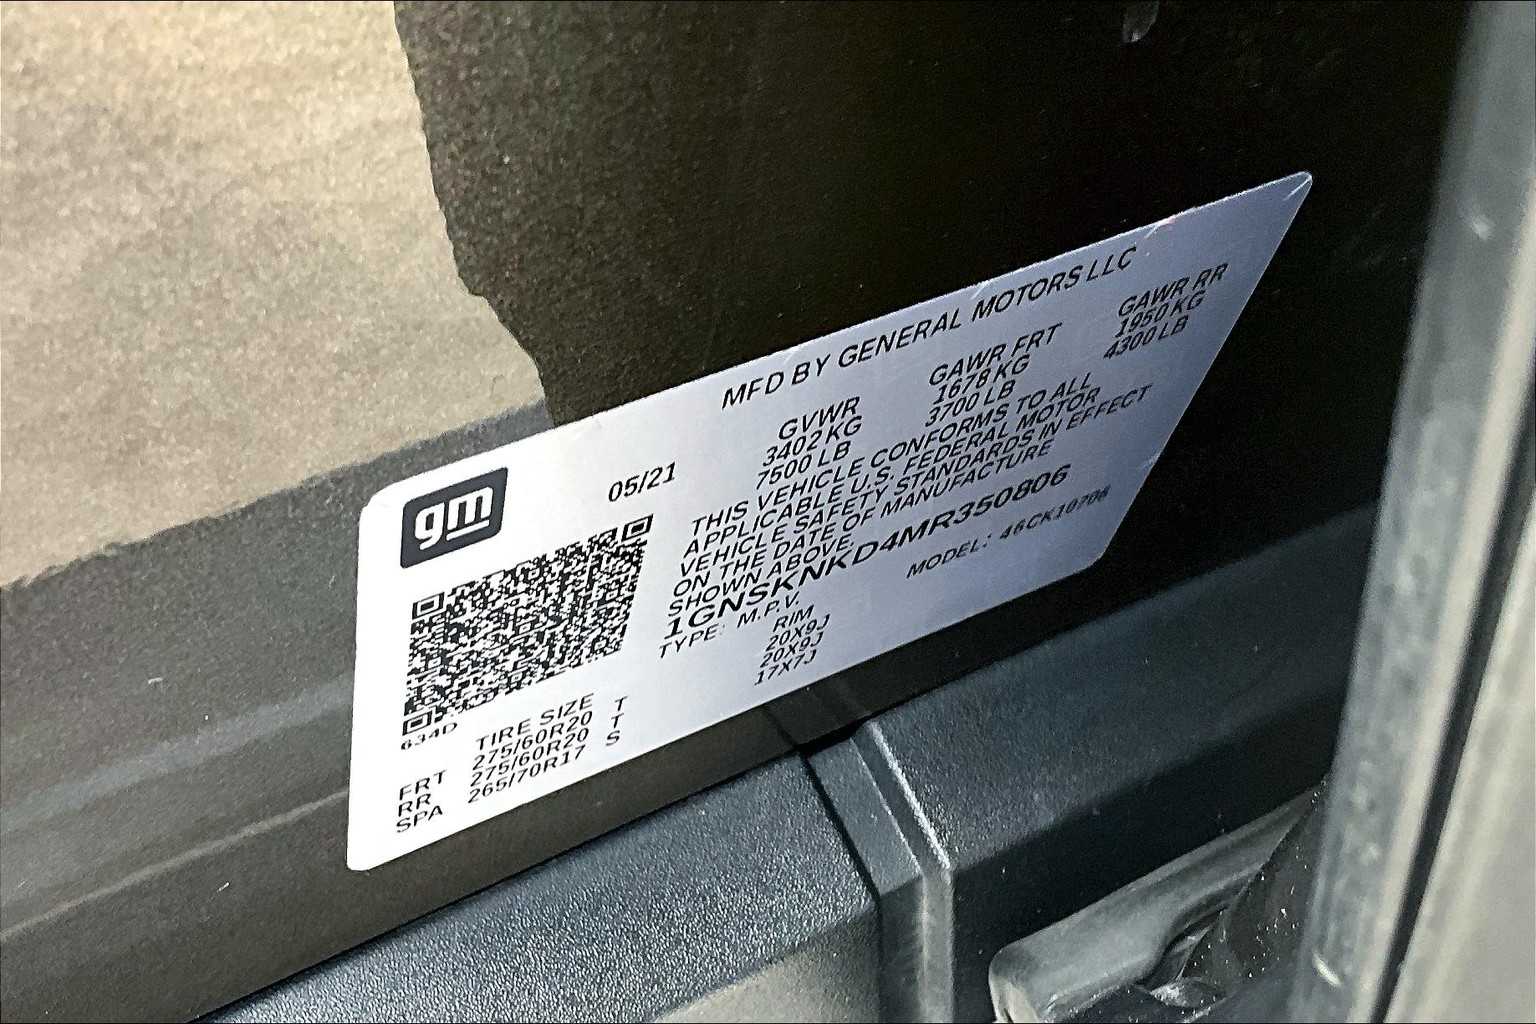 MFD BY GENERAL MOTORS LLC
gm
05/21
GVWR GAWR FRT GAWR RR
3402 KG 1678 KG 1950 KG
7500 LB 3700 LB 4300 LB
THIS VEHICLE CONFORMS TO ALL
APPLICABLE U.S. FEDERAL MOTOR
VEHICLE SAFETY STANDARDS IN EFFECT
ON THE DATE OF MANUFACTURE
SHOWN ABOVE.
1GNSKNKD4MR350806
TYPE: M.P.V. MODEL: 46CK10706
634D
TIRE SIZE RIM
FRT 275/60R20 T 20X9J
RR 275/60R20 T 20X9J
SPA 265/70R17 S 17X7J